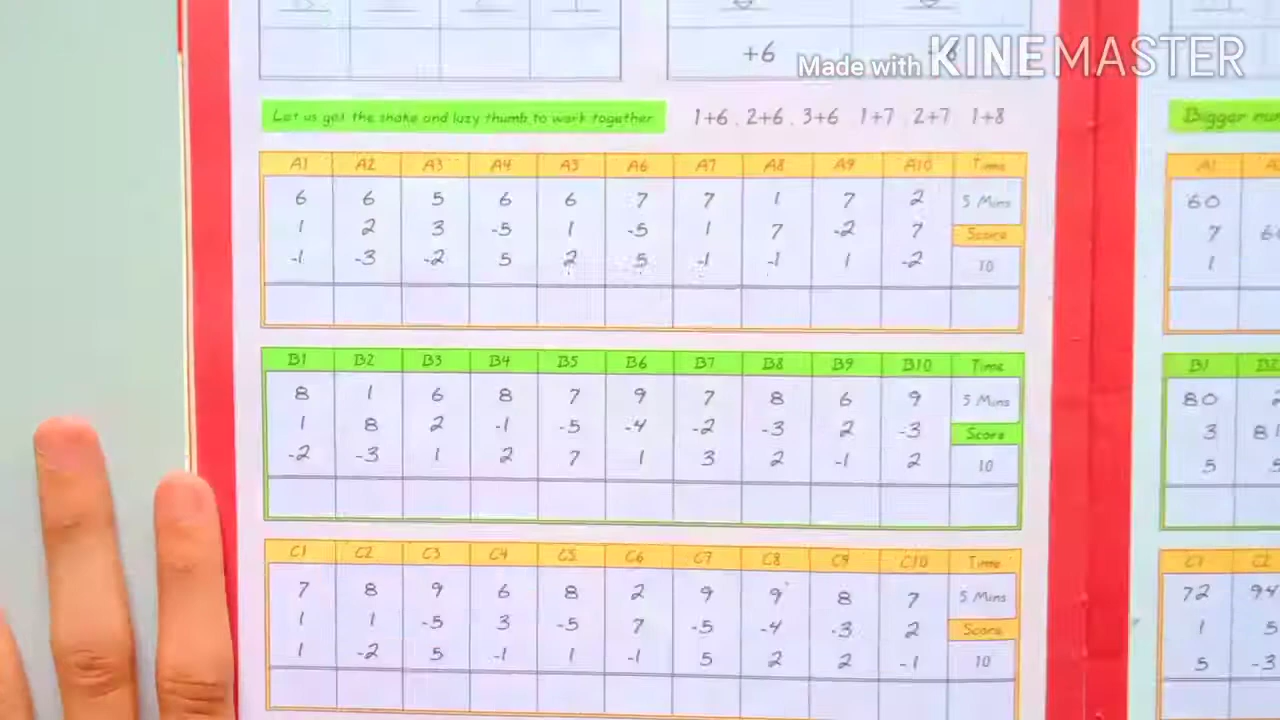 +6
Made with KINEMASTER
Let us get the snake and lazy thumb to work together 1+6 . 2+6 . 3+6 1+7 . 2+7 1+8
Bigger
A1 A2 A3 A4 A5 A6 A7 A8 A9 A10 Time
6 6 5 6 6 7 7 1 7 2 5 Mins
1 2 3 -5 1 -5 1 7 -2 7 Score
-1 -3 -2 5 2 5 -1 -1 1 -2 10
B1 B2 B3 B4 B5 B6 B7 B8 B9 B10 Time
8 1 6 8 7 9 7 8 6 9 5 Mins
1 8 2 -1 -5 -4 -2 -3 2 -3 Score
-2 -3 1 2 7 1 3 2 -1 2 10
C1 C2 C3 C4 C5 C6 C7 C8 C9 C10 Time
7 8 9 6 8 2 9 9 8 7 5 Mins
1 1 -5 3 -5 7 -5 -4 -3 2 Score
1 -2 5 -1 1 -1 5 2 2 -1 10
A1
60
7
1
B1
80
3
5
C1 C2
72 94
1 5
5 -3